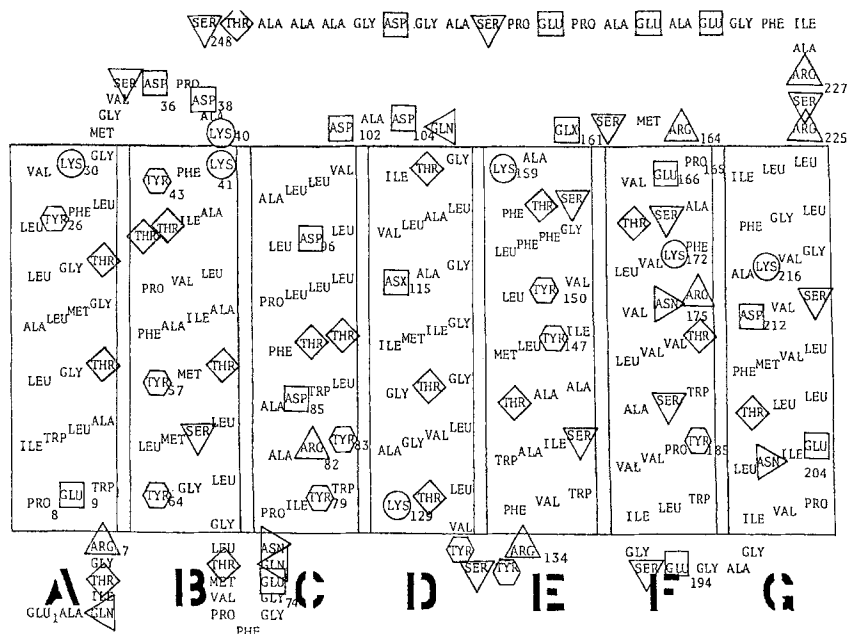 SER THR ALA ALA ALA GLY ASP GLY ALA SER PRO GLU PRO ALA GLU ALA GLU GLY PHE ILE
248
ALA
SER ASP PRO ARG
VAL 36 ASP 38 227
GLY ALA SER
MET LYS 40 ASP 102 ALA ASP 104 GLN GLX 161 SER MET ARG 164 ARG 225
VAL LYS 30 GLY
LEU TYR 26 PHE LEU
LEU GLY THR
ALA LEU MET GLY
LEU GLY THR
ILE TRP LEU ALA
PRO 8 GLU TRP 9
ARG 7
GLY
THR
ILE
GLU 1 ALA GLN
A
TYR 43 PHE LYS 41
THR THR ILE ALA
PRO VAL LEU
PHE ALA ILE ALA
TYR 57 MET THR
LEU MET SER LEU
TYR 64 GLY LEU
GLY
LEU
THR
MET
VAL
PRO
PHE
B
ALA LEU LEU VAL
LEU ASP 96 LEU
PRO LEU LEU LEU
PHE THR THR
ALA ASP 85 TRP LEU
ALA ARG 82 TYR 83
PRO ILE TYR 79 TRP
ASN
GLN
GLU 74
GLY
GLY
C
ILE THR GLY
VAL LEU ALA LEU
ASX 115 ALA GLY
ILE MET ILE GLY
GLY THR GLY
ALA GLY VAL LEU
LYS 129 THR LEU
VAL
TYR
SER TYR
D
LYS 159 ALA
PHE THR SER
LEU PHE PHE GLY
LEU TYR VAL 150
MET LEU TYR ILE 147
THR ALA ALA
TRP ALA ILE SER
PHE VAL TRP
ARG 134
E
VAL GLU 166 PRO 165
THR SER ALA
LEU VAL LYS PHE 172
VAL ASN ARG 175
LEU VAL VAL THR
ALA SER TRP
VAL VAL PRO TYR 185
ILE LEU TRP
GLY
SER GLU 194 GLY ALA GLY
F
ILE LEU LEU LEU
PHE GLY LEU
ALA LYS VAL VAL 216
ASP 212 VAL SER
PHE MET VAL LEU
THR LEU LEU
LEU ASN ILE GLU 204
ILE VAL PRO
G